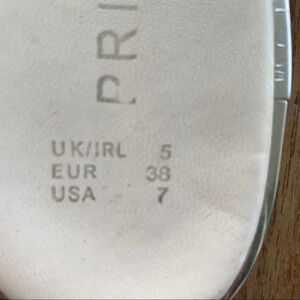 PRI
UK/IRL 5
EUR 38
USA 7